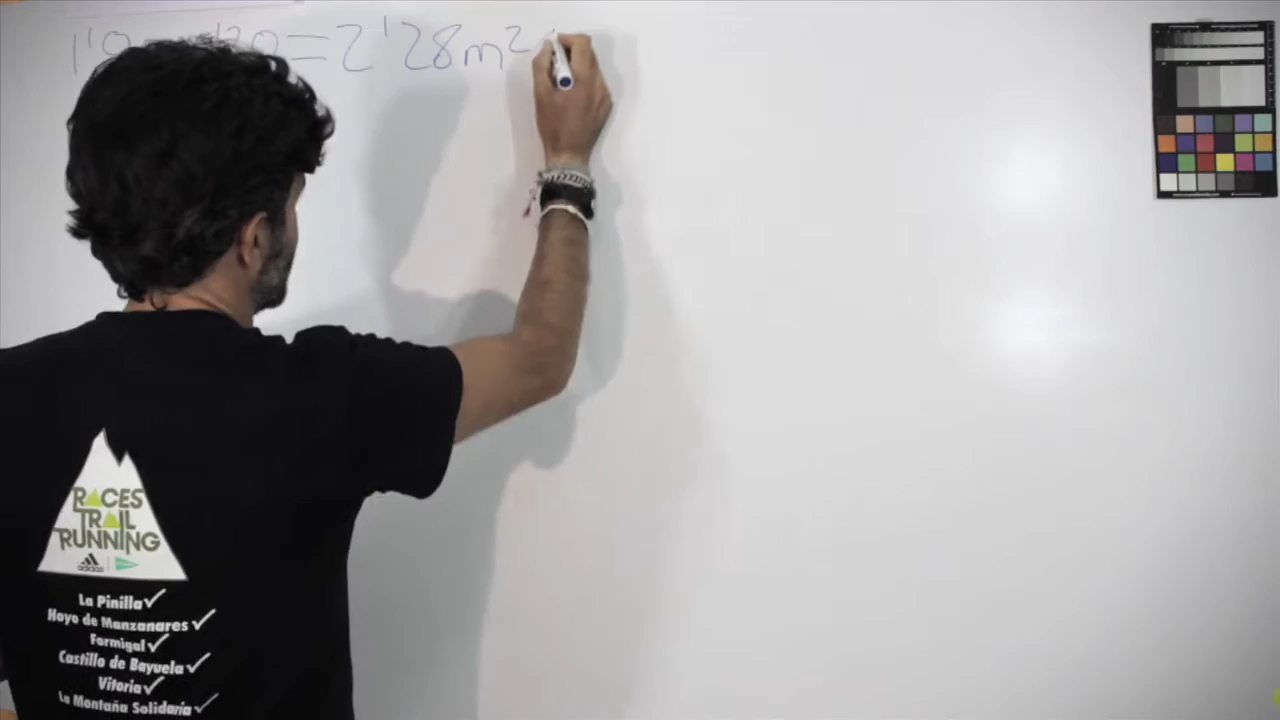 = 2'28 m²
RACES
TRAIL
RUNNING
adidas
La Pinilla✓
Hoyo de Manzanares✓
Formigal✓
Castillo de Bayuela✓
Vitoria✓
La Montaña Solidaria✓